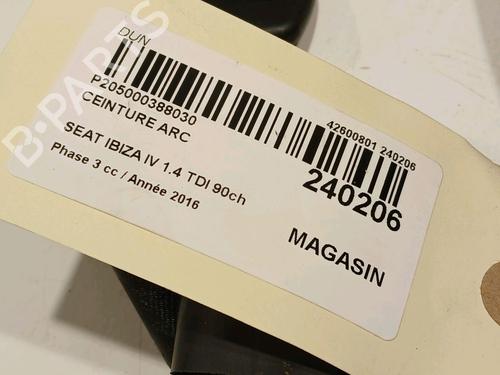 DUN
P205000388030
CEINTURE ARC
SEAT IBIZA IV 1.4 TDI 90ch
Phase 3 cc / Année 2016
42600801 240206
240206
MAGASIN
B-PARTS